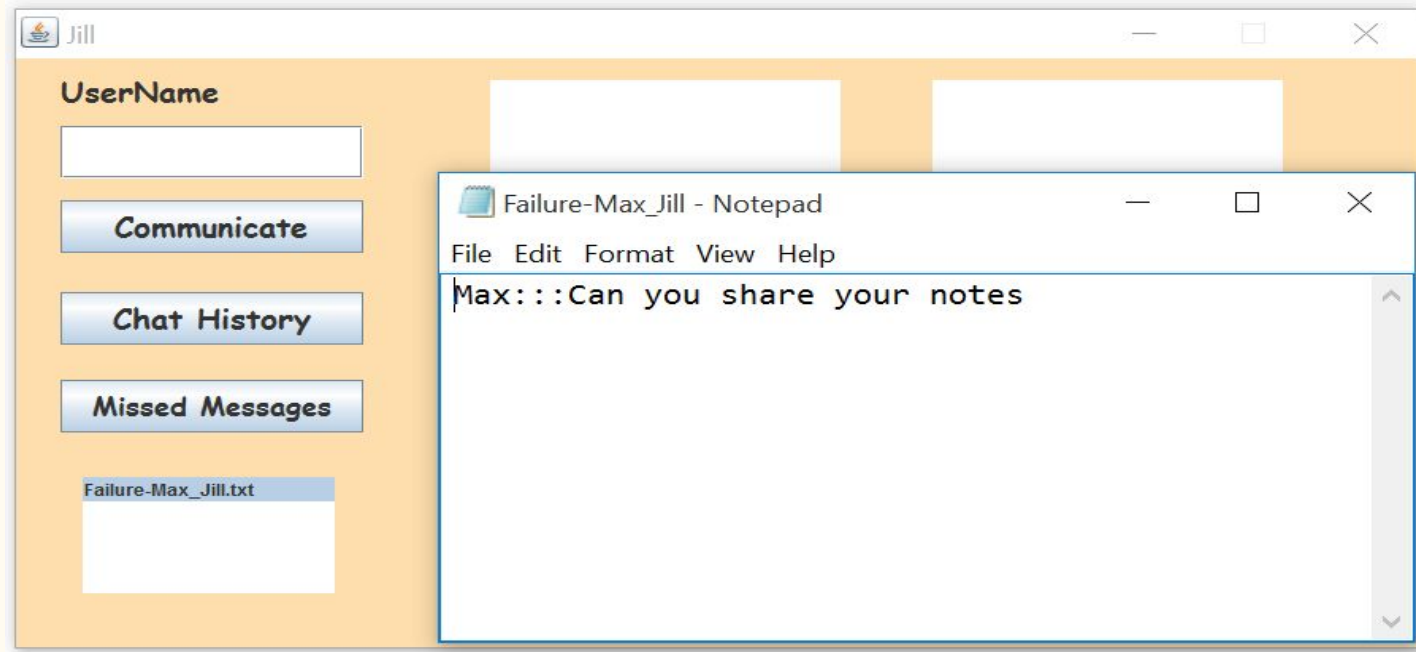 Jill
UserName
Communicate
Chat History
Missed Messages
Failure-Max_Jill.txt
Failure-Max_Jill - Notepad
File Edit Format View Help
Max:::Can you share your notes